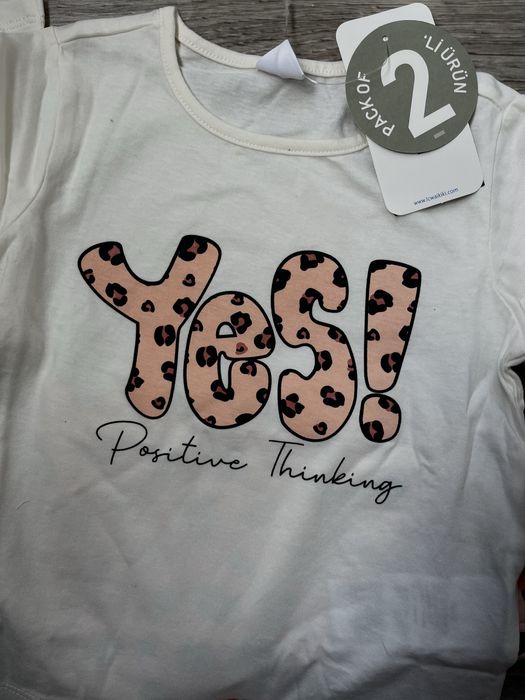 PACK OF
2
'Lİ ÜRÜN
www.lcwaikiki.com
YeS!
Positive Thinking